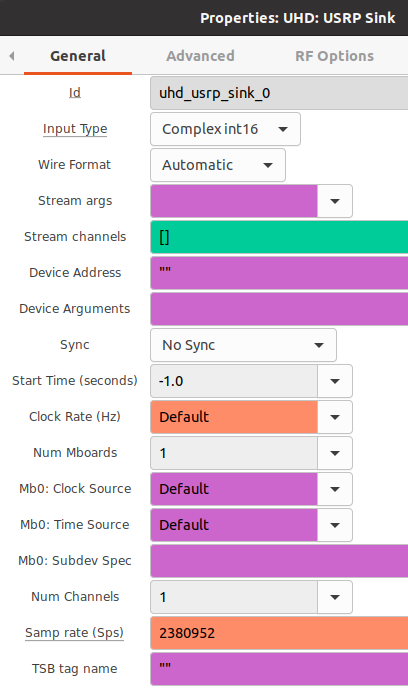 Properties: UHD: USRP Sink
General Advanced RF Options
Id uhd_usrp_sink_0
Input Type Complex int16
Wire Format Automatic
Stream args
Stream channels []
Device Address ""
Device Arguments
Sync No Sync
Start Time (seconds) -1.0
Clock Rate (Hz) Default
Num Mboards 1
Mb0: Clock Source Default
Mb0: Time Source Default
Mb0: Subdev Spec
Num Channels 1
Samp rate (Sps) 2380952
TSB tag name ""